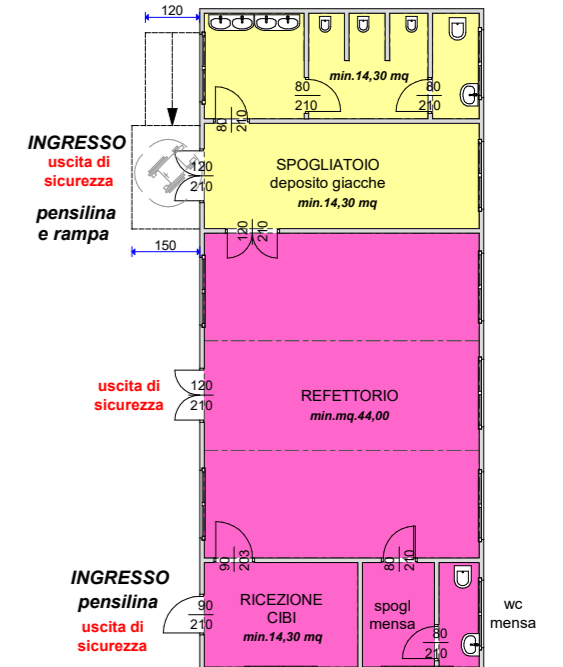 120
min.14,30 mq
80
210
80
210
80
210
INGRESSO
uscita di
sicurezza
pensilina
e rampa
120
210
SPOGLIATOIO
deposito giacche
min.14,30 mq
150
120
210
uscita di
sicurezza
120
210
REFETTORIO
min.mq.44,00
90
203
80
210
INGRESSO
pensilina
uscita di
sicurezza
90
210
RICEZIONE
CIBI
min.14,30 mq
spogl
mensa
80
210
wc
mensa